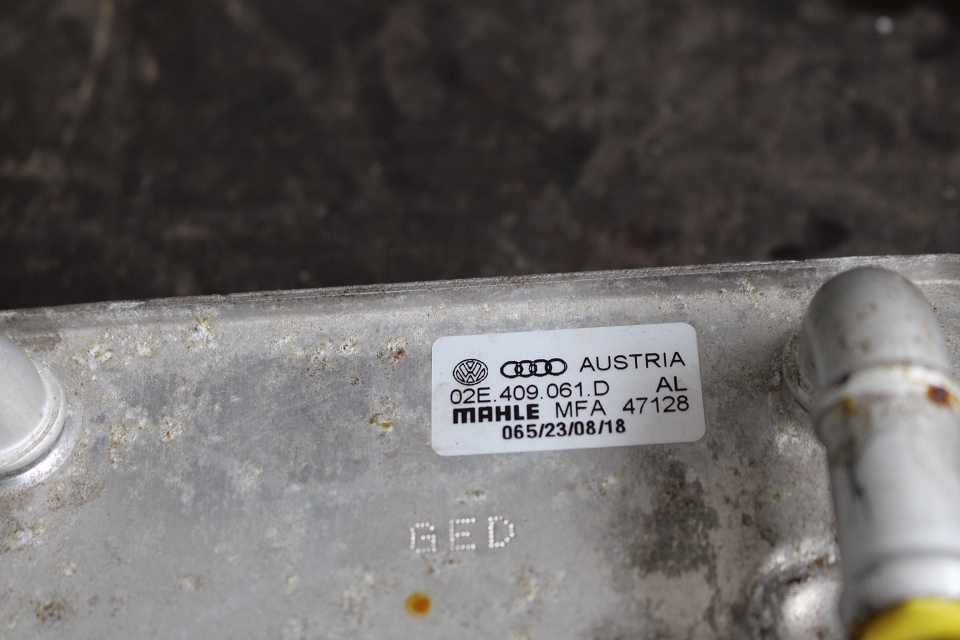 AUSTRIA
02E.409.061.D AL
MAHLE MFA 47128
065/23/08/18
GED